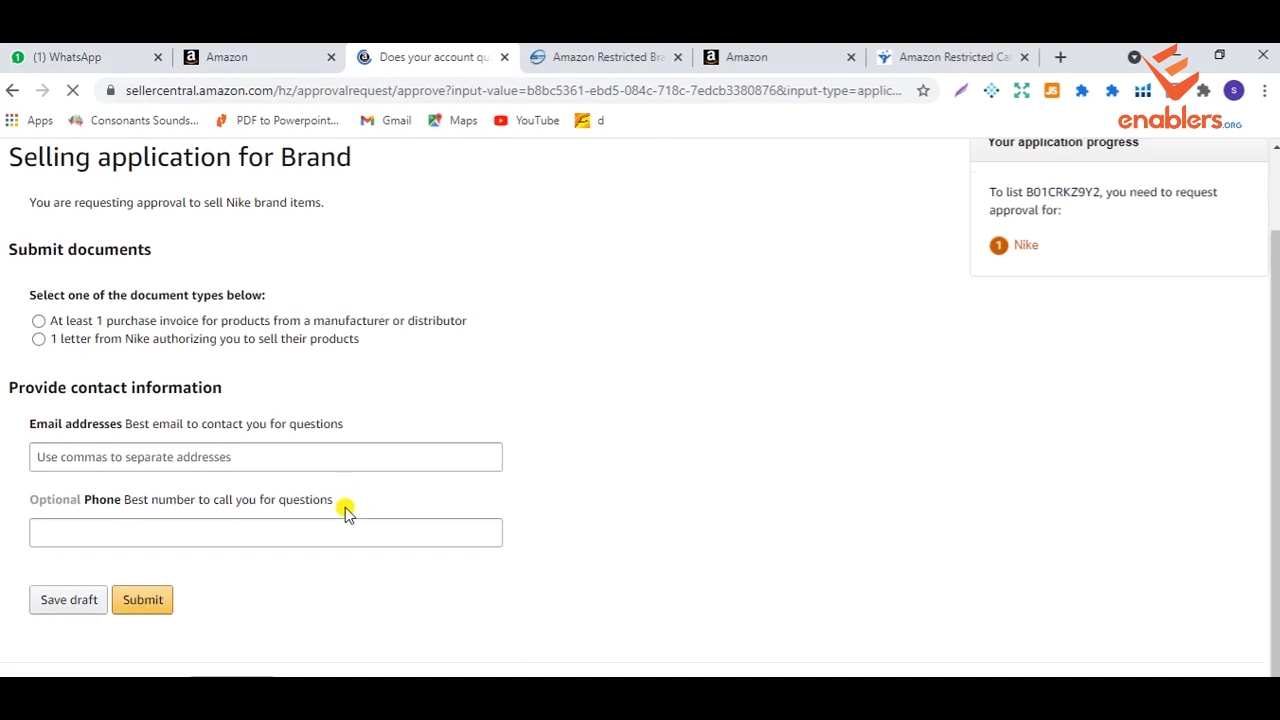 (1) WhatsApp
Amazon
Does your account qu
Amazon Restricted Bra
Amazon
Amazon Restricted Ca
sellercentral.amazon.com/hz/approvalrequest/approve?input-value=b8bc5361-ebd5-084c-718c-7edcb3380876&input-type=applic...
S
enablers.ORG
Apps
Consonants Sounds...
PDF to Powerpoint...
Gmail
Maps
YouTube
d
Selling application for Brand
You are requesting approval to sell Nike brand items.
Submit documents
Select one of the document types below:
At least 1 purchase invoice for products from a manufacturer or distributor
1 letter from Nike authorizing you to sell their products
Provide contact information
Email addresses Best email to contact you for questions
Use commas to separate addresses
Optional Phone Best number to call you for questions
Save draft
Submit
Your application progress
To list B01CRKZ9Y2, you need to request
approval for:
1 Nike